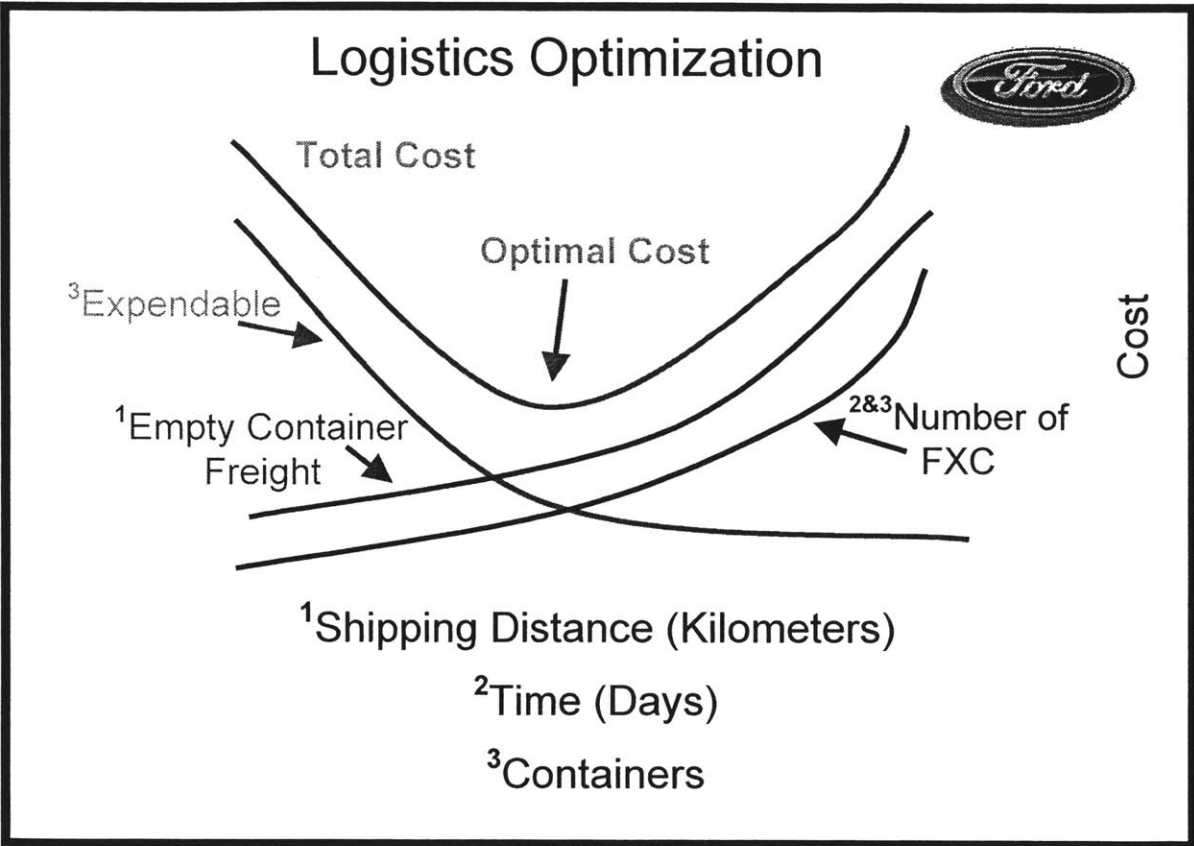 Logistics Optimization
Ford
Total Cost
Optimal Cost
³Expendable
Cost
¹Empty Container
Freight
²&³Number of
FXC
¹Shipping Distance (Kilometers)
²Time (Days)
³Containers